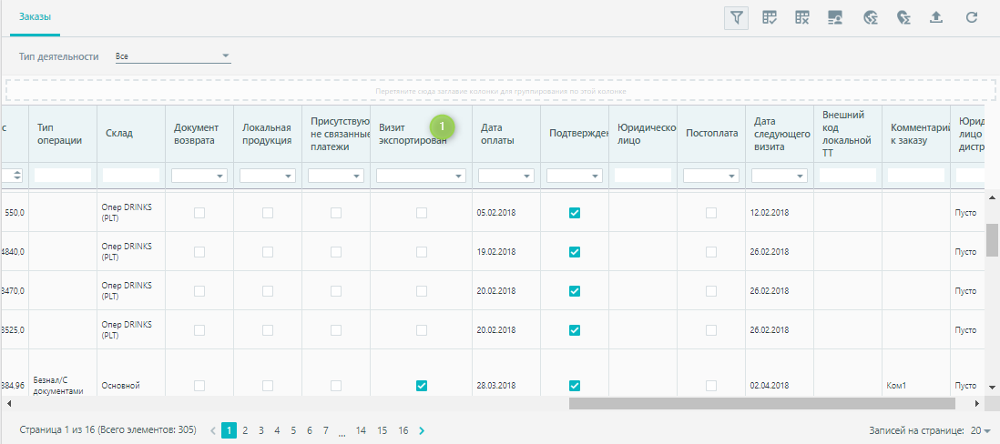 Заказы
Тип деятельности Все
Перетяните сюда заглавие колонки для группирования по этой колонке
с
Тип
операции
Склад
Документ
возврата
Локальная
продукция
Присутствую
не связанные
платежи
Визит
экспортирован
1
Дата
оплаты
Подтвержден
Юридическо
лицо
Постоплата
Дата
следующего
визита
Внешний
код
локальной
ТТ
Комментарий
к заказу
Юрид
лицо
дистр
550,0 Опер DRINKS 05.02.2018 12.02.2018 Пусто
(PLT)
4840,0 Опер DRINKS 19.02.2018 26.02.2018 Пусто
(PLT)
8470,0 Опер DRINKS 20.02.2018 26.02.2018 Пусто
(PLT)
8525,0 Опер DRINKS 20.02.2018 26.02.2018 Пусто
(PLT)
384,96 Безнал/С
документами
Основной 28.03.2018 02.04.2018 Ком1 Пусто
Страница 1 из 16 (Всего элементов: 305) 1 2 3 4 5 6 7 ... 14 15 16 Записей на странице: 20